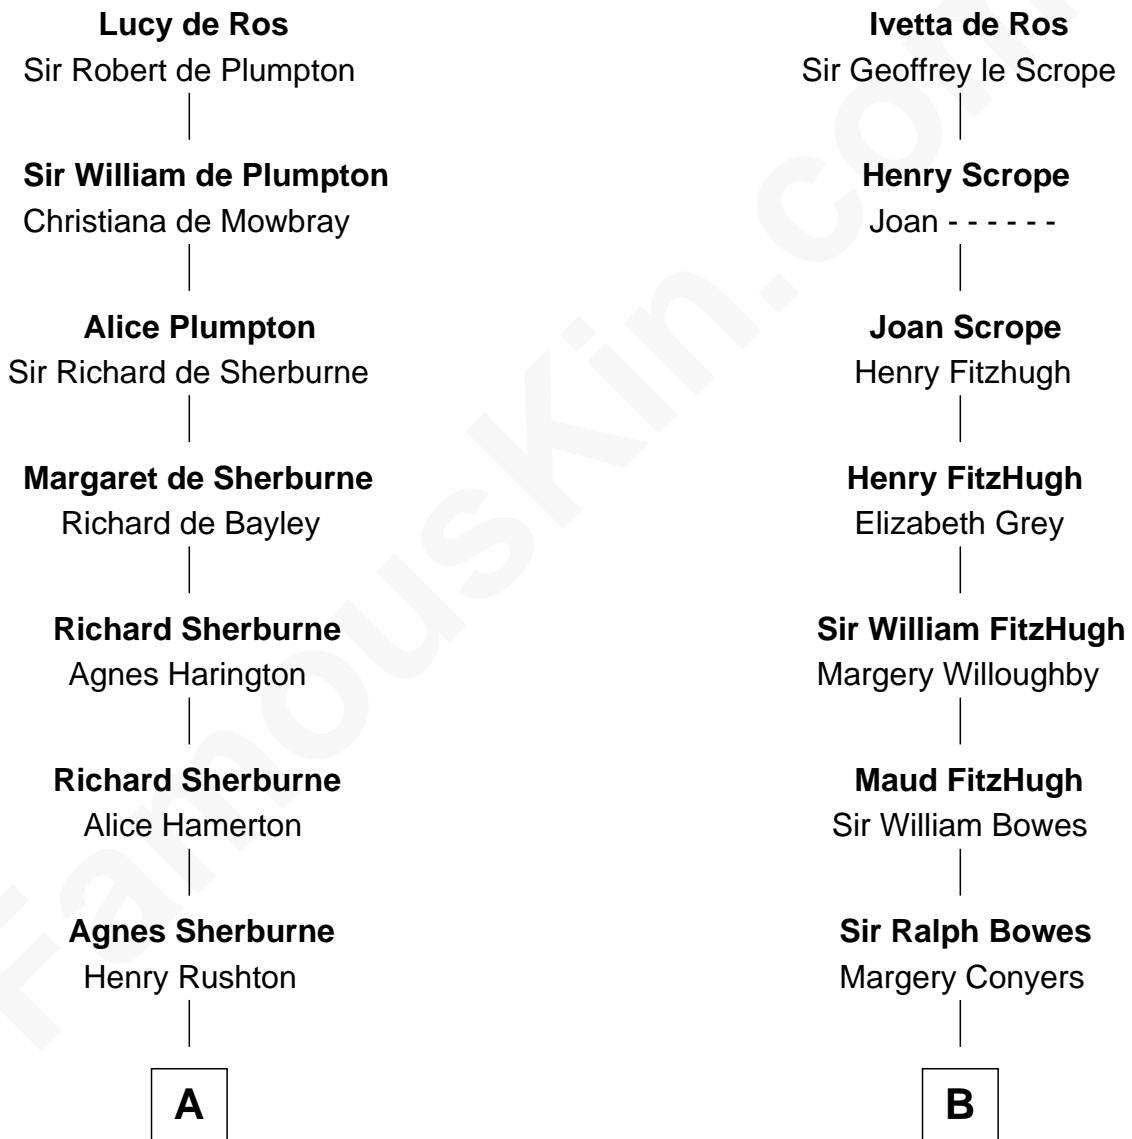 Lucy de Ros
Sir Robert de Plumpton
Sir William de Plumpton
Christiana de Mowbray
Alice Plumpton
Sir Richard de Sherburne
Margaret de Sherburne
Richard de Bayley
Richard Sherburne
Agnes Harington
Richard Sherburne
Alice Hamerton
Agnes Sherburne
Henry Rushton
A
Ivetta de Ros
Sir Geoffrey le Scrope
Henry Scrope
Joan - - - - - -
Joan Scrope
Henry Fitzhugh
Henry FitzHugh
Elizabeth Grey
Sir William FitzHugh
Margery Willoughby
Maud FitzHugh
Sir William Bowes
Sir Ralph Bowes
Margery Conyers
B
FamousKin.com